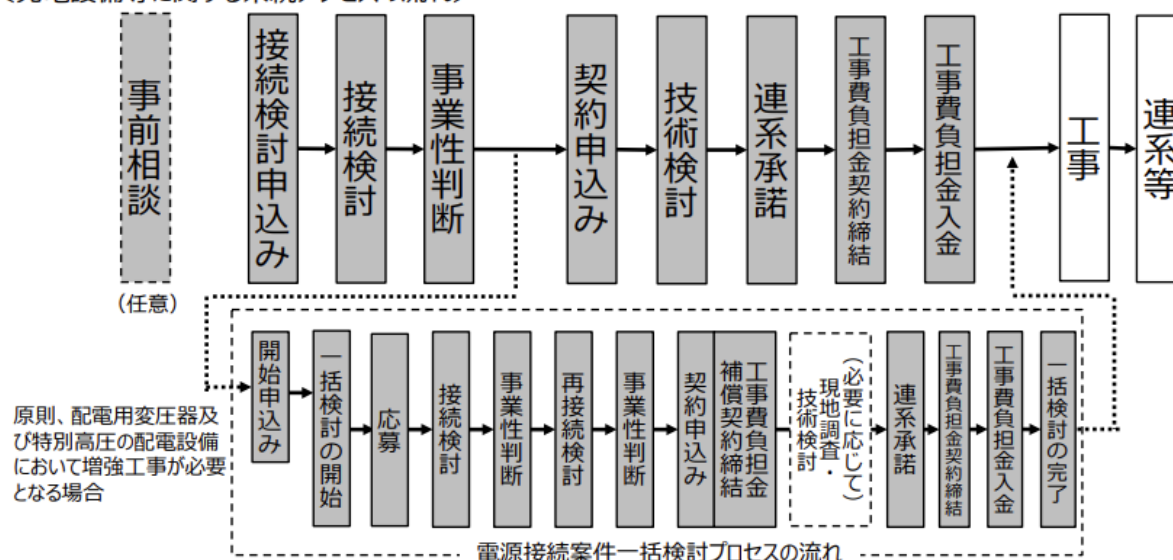 事前相談
(任意)
接続検討申込み
接続検討
事業性判断
契約申込み
技術検討
連系承諾
工事費負担金契約締結
工事費負担金入金
工事
連系等
原則、配電用変圧器及
び特別高圧の配電設備
において増強工事が必要
となる場合
開始申込み
一括検討の開始
応募
接続検討
事業性判断
再接続検討
事業性判断
契約申込み
工事費負担金
補償契約締結
(必要に応じて)
現地調査・
技術検討
連系承諾
工事費負担金契約締結
工事費負担金入金
一括検討の完了
電源接続案件一括検討プロセスの流れ